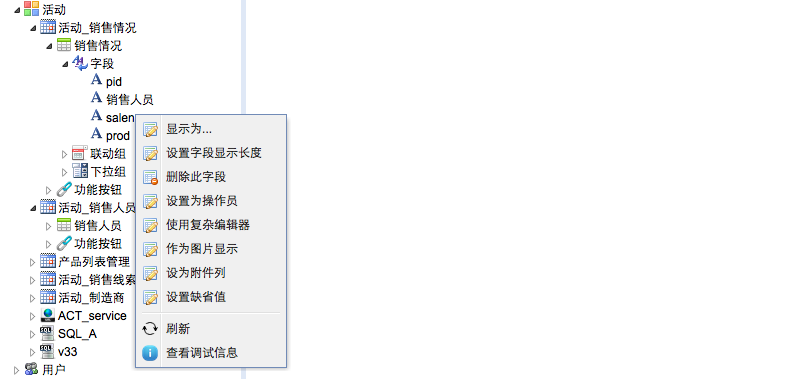 活动
活动_销售情况
销售情况
字段
pid
销售人员
salen
prod
联动组
下拉组
功能按钮
活动_销售人员
销售人员
功能按钮
产品列表管理
活动_销售线索
活动_制造商
ACT_service
SQL_A
v33
用户
显示为...
设置字段显示长度
删除此字段
设置为操作员
使用复杂编辑器
作为图片显示
设为附件列
设置缺省值
刷新
查看调试信息